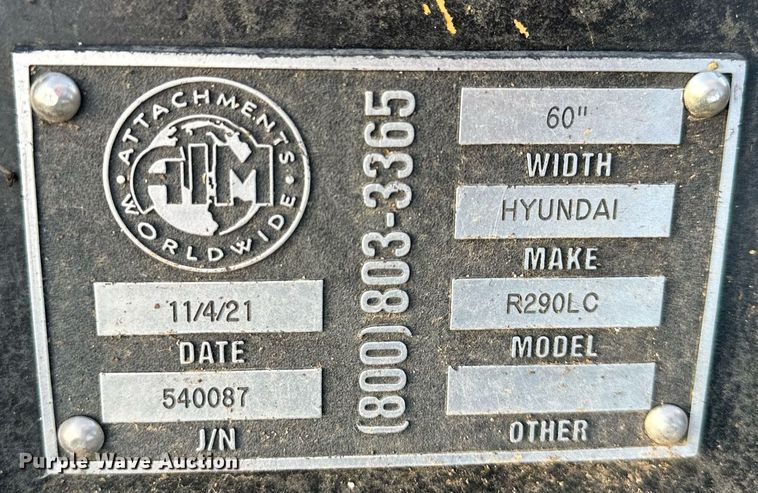 ATTACHMENTS
WORLDWIDE
11/4/21
DATE
540087
J/N
(800) 803-3365
60"
WIDTH
HYUNDAI
MAKE
R290LC
MODEL
OTHER
Purple Wave Auction